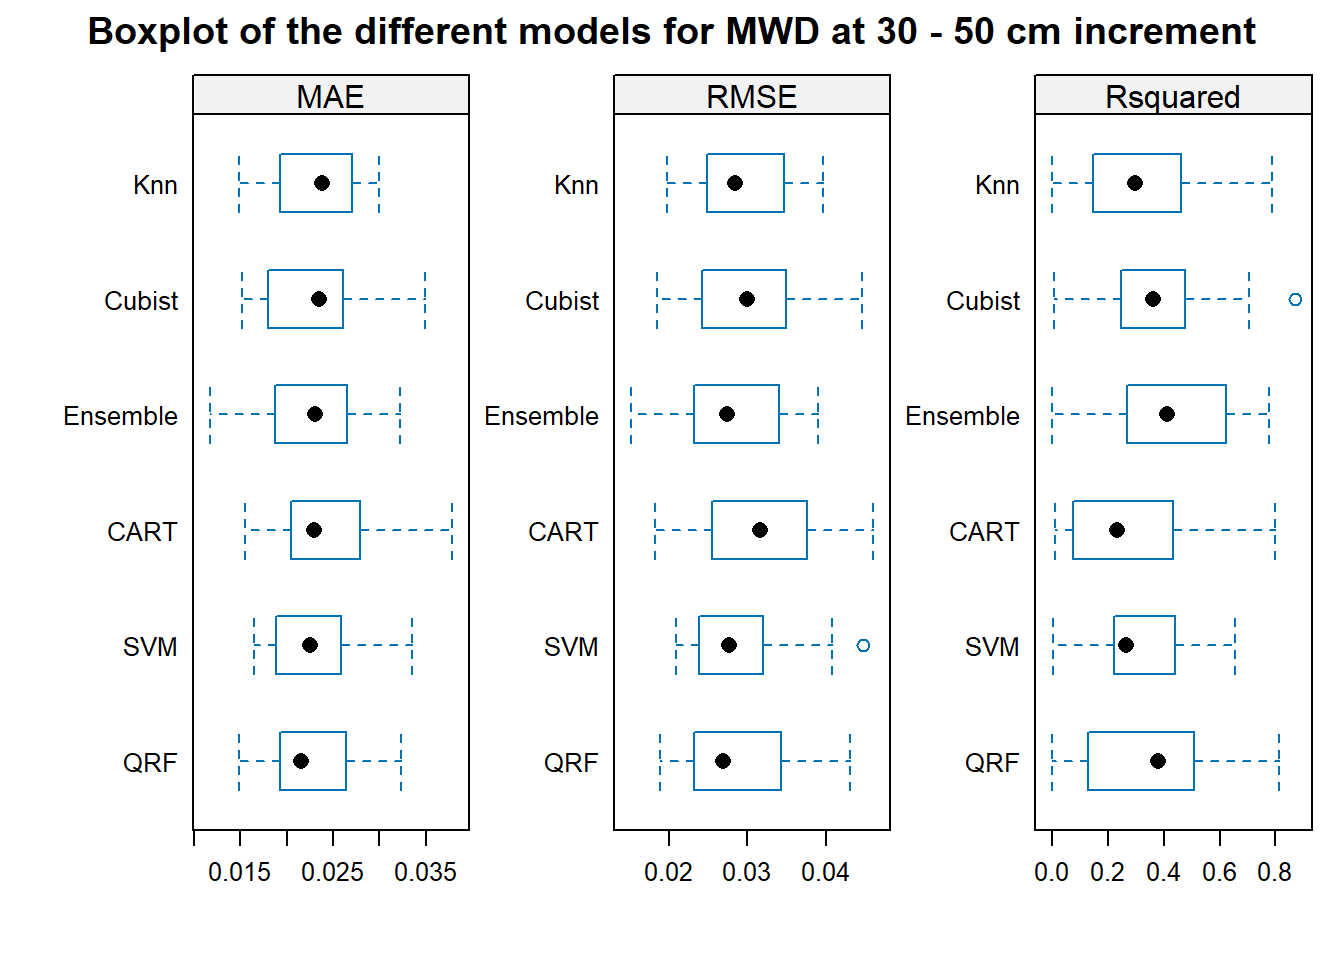 Boxplot of the different models for MWD at 30 - 50 cm increment
MAE
Knn
Cubist
Ensemble
CART
SVM
QRF
0.015 0.025 0.035
RMSE
Knn
Cubist
Ensemble
CART
SVM
QRF
0.02 0.03 0.04
Rsquared
Knn
Cubist
Ensemble
CART
SVM
QRF
0.0 0.2 0.4 0.6 0.8